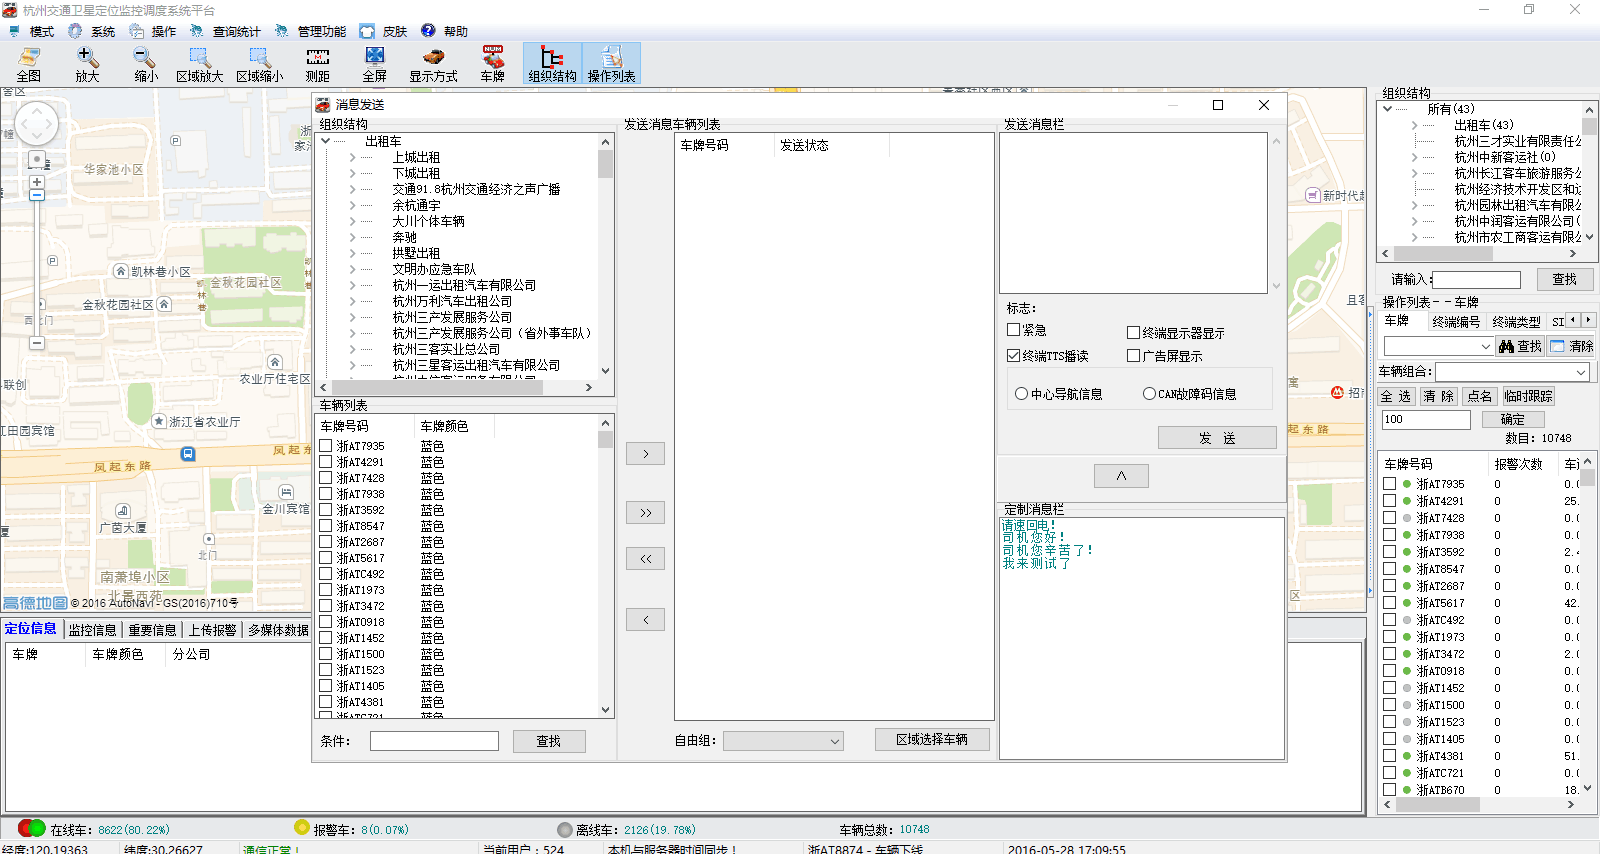 杭州交通卫星定位监控调度系统平台
模式 系统 操作 查询统计 管理功能 皮肤 帮助
全图 放大 缩小 区域放大 区域缩小 测距 全屏 显示方式 车牌 组织结构 操作列表
华家池小区
凯林巷小区
金秋花园社区
金秋花园社区
凯林巷
农业厅住宅区
浙江省农业厅
江田园宾馆
凤起东路
凤起
金川宾馆
广茵大厦
北门
南萧埠小区
北景西苑
高德地图 © 2016 AutoNavi - GS(2016)710号
新时代
东路
消息发送
组织结构
出租车
上城出租
下城出租
交通91.8杭州交通经济之声广播
余杭通宇
大川个体车辆
奔驰
拱墅出租
文明办应急车队
杭州一运出租汽车有限公司
杭州万利汽车出租公司
杭州三产发展服务公司
杭州三产发展服务公司（省外事车队）
杭州三客实业总公司
杭州三星客运出租汽车有限公司
车辆列表
车牌号码 车牌颜色
浙AT7935 蓝色
浙AT4291 蓝色
浙AT7428 蓝色
浙AT7938 蓝色
浙AT3592 蓝色
浙AT8547 蓝色
浙AT2687 蓝色
浙AT5617 蓝色
浙ATC492 蓝色
浙AT1973 蓝色
浙AT3472 蓝色
浙AT0918 蓝色
浙AT1452 蓝色
浙AT1500 蓝色
浙AT1523 蓝色
浙AT1405 蓝色
浙AT4381 蓝色
浙ATC721 蓝色
条件： 查找
>
>>
<<
<
发送消息车辆列表
车牌号码 发送状态
自由组： 区域选择车辆
发送消息栏
标志：
紧急 终端显示器显示
终端TTS播读 广告屏显示
中心导航信息 CAN故障码信息
发 送
定制消息栏
请速回电！
司机您好！
司机您辛苦了！
我来测试了
组织结构
所有(43)
出租车(43)
杭州三才实业有限责任公
杭州中新客运社(0)
杭州长江客车旅游服务公
杭州经济技术开发区和达
杭州园林出租汽车有限公
杭州中润客运有限公司(
杭州市农工商客运有限公
请输入： 查找
操作列表－－车牌
车牌 终端编号 终端类型 SI
查找 清除
车辆组合：
全 选 清 除 点名 临时跟踪
100 确定
数目：10748
车牌号码 报警次数
浙AT7935 0 0.0
浙AT4291 0 25.
浙AT7428 0 0.0
浙AT7938 0 0.0
浙AT3592 0 2.4
浙AT8547 0 0.0
浙AT2687 0 0.0
浙AT5617 0 42.
浙ATC492 0 0.0
浙AT1973 0 0.0
浙AT3472 0 2.0
浙AT0918 0 0.0
浙AT1452 0 0.0
浙AT1500 0 0.0
浙AT1523 0 0.0
浙AT1405 0 0.0
浙AT4381 0 51.
浙ATC721 0 0.0
浙ATB670 0 18.
定位信息 监控信息 重要信息 上传报警 多媒体数据
车牌 车牌颜色 分公司
在线车：8622(80.22%) 报警车：8(0.07%) 离线车：2126(19.78%) 车辆总数：10748
经度:120.19363 纬度:30.26627 通信正常！ 当前用户：524 本机与服务器时间同步！ 浙AT8874 - 车辆下线 2016-05-28 17:09:55